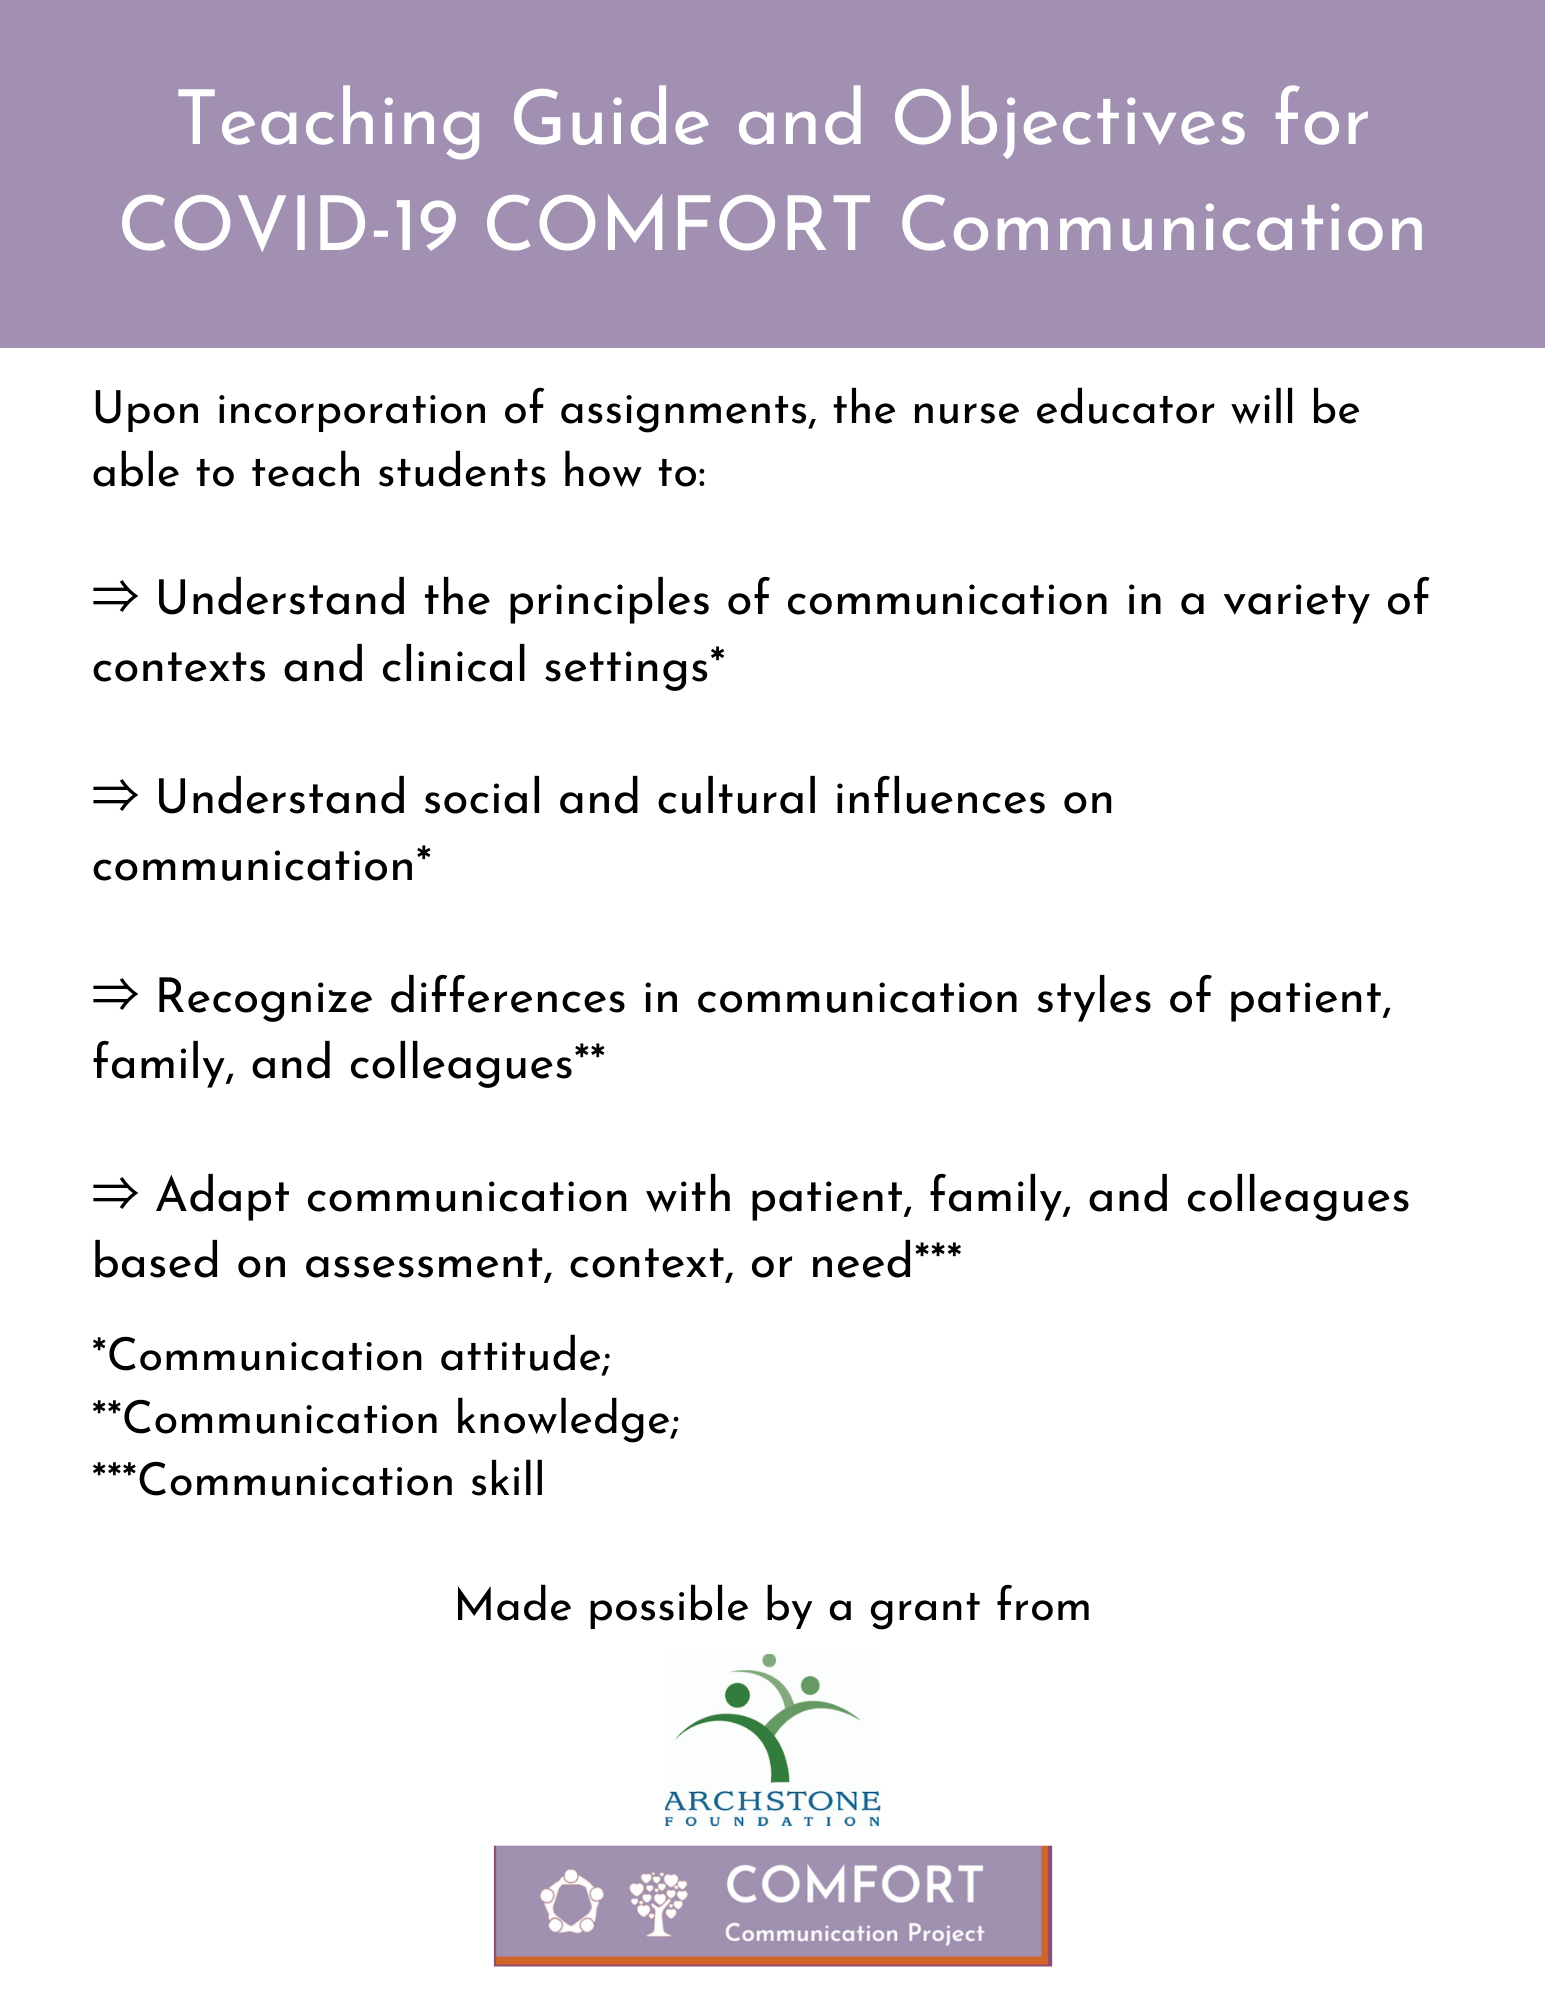 Teaching Guide and Objectives for
COVID-19 COMFORT Communication
Upon incorporation of assignments, the nurse educator will be
able to teach students how to:
⇒ Understand the principles of communication in a variety of
contexts and clinical settings*
⇒ Understand social and cultural influences on
communication*
⇒ Recognize differences in communication styles of patient,
family, and colleagues**
⇒ Adapt communication with patient, family, and colleagues
based on assessment, context, or need***
*Communication attitude;
**Communication knowledge;
***Communication skill
Made possible by a grant from
ARCHSTONE
FOUNDATION
COMFORT
Communication Project